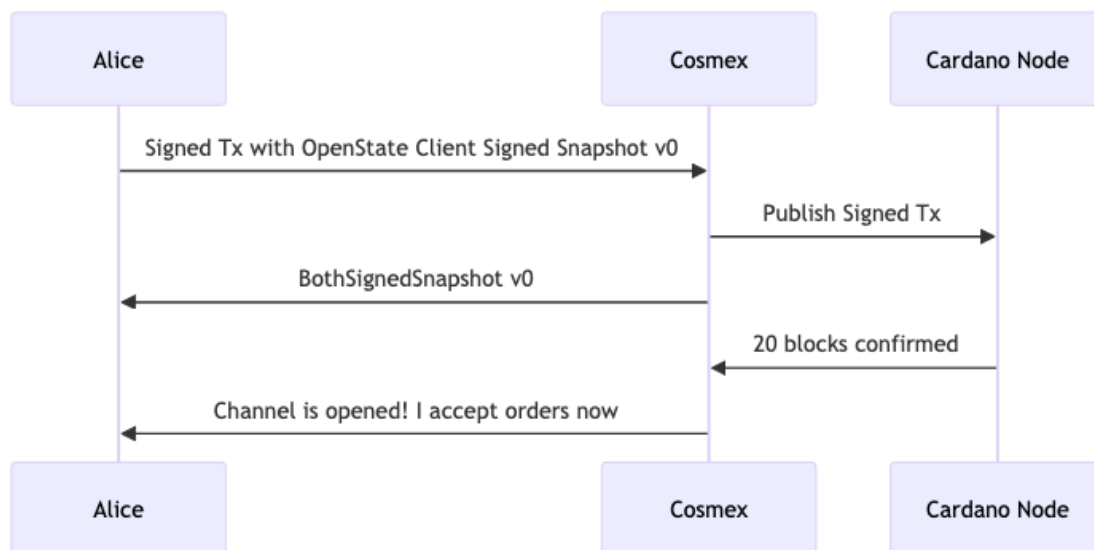 Alice
Cosmex
Cardano Node
Signed Tx with OpenState Client Signed Snapshot v0
Publish Signed Tx
BothSignedSnapshot v0
20 blocks confirmed
Channel is opened! I accept orders now
Alice
Cosmex
Cardano Node